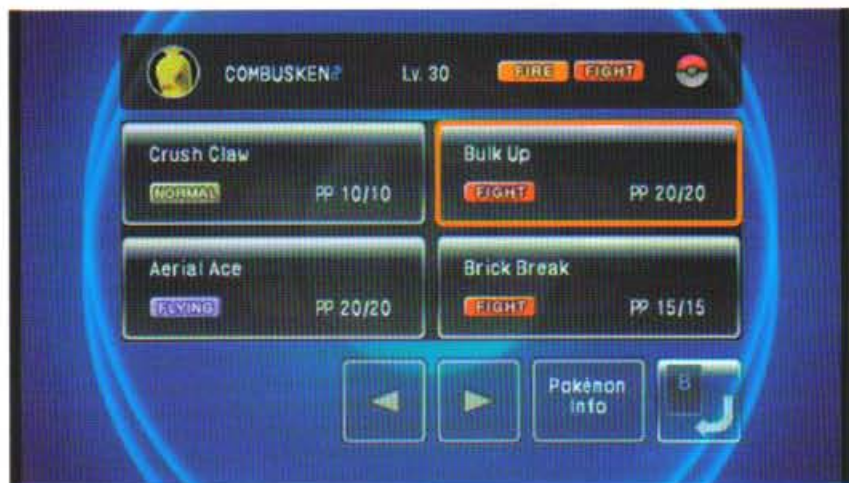 COMBUSKEN♂ Lv. 30 FIRE FIGHT
Crush Claw
NORMAL PP 10/10
Bulk Up
FIGHT PP 20/20
Aerial Ace
FLYING PP 20/20
Brick Break
FIGHT PP 15/15
Pokémon
Info
B